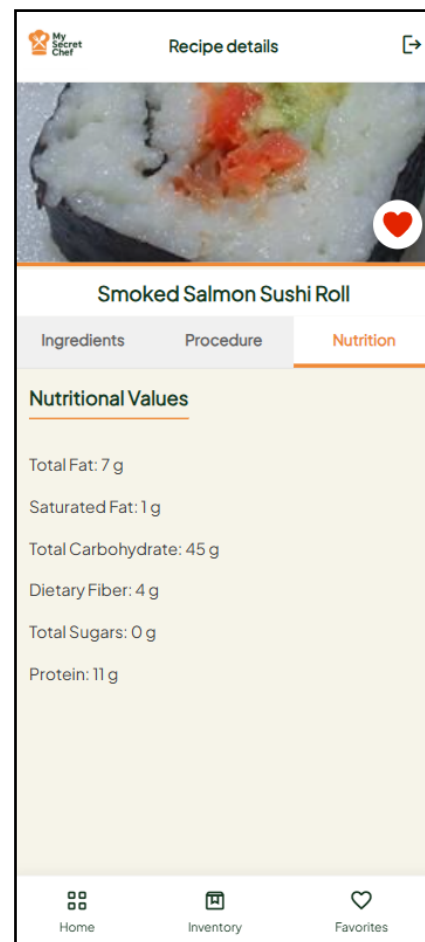 My
Secret
Chef
Recipe details
Smoked Salmon Sushi Roll
Ingredients
Procedure
Nutrition
Nutritional Values
Total Fat: 7 g
Saturated Fat: 1 g
Total Carbohydrate: 45 g
Dietary Fiber: 4 g
Total Sugars: 0 g
Protein: 11 g
Home
Inventory
Favorites